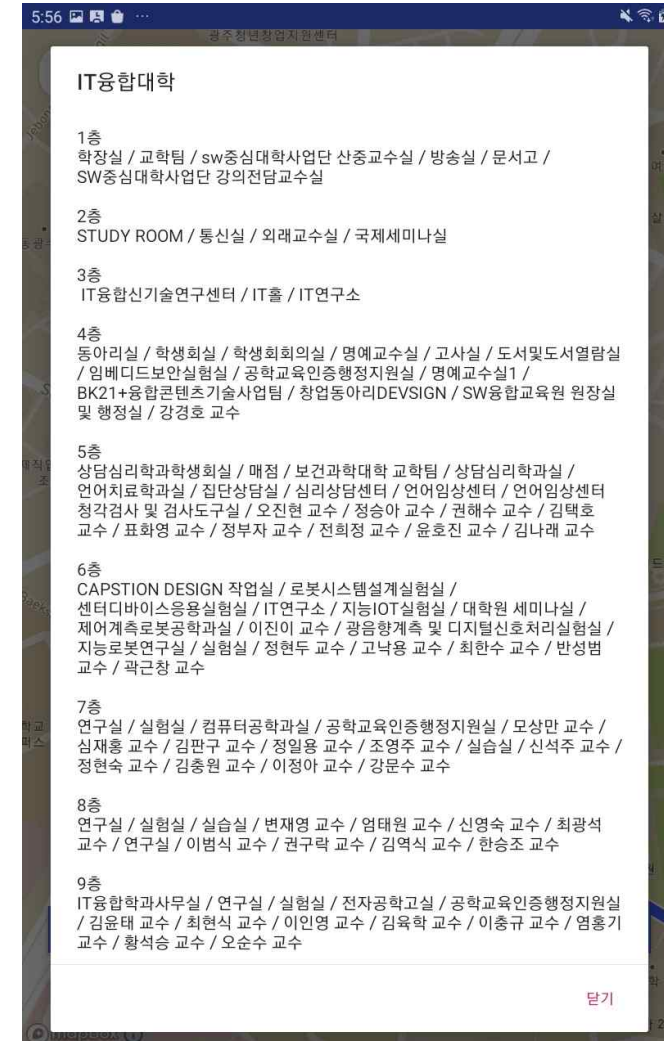 5:56
광주청년창업지원센터
IT융합대학
1층
학장실 / 교학팀 / sw중심대학사업단 산중교수실 / 방송실 / 문서고 /
SW중심대학사업단 강의전담교수실
2층
STUDY ROOM / 통신실 / 외래교수실 / 국제세미나실
3층
IT융합신기술연구센터 / IT홀 / IT연구소
4층
동아리실 / 학생회실 / 학생회회의실 / 명예교수실 / 고사실 / 도서및도서열람실
/ 임베디드보안실험실 / 공학교육인증행정지원실 / 명예교수실1 /
BK21+융합콘텐츠기술사업팀 / 창업동아리DEVSIGN / SW융합교육원 원장실
및 행정실 / 강경호 교수
5층
상담심리학과학생회실 / 매점 / 보건과학대학 교학팀 / 상담심리학과실 /
언어치료학과실 / 집단상담실 / 심리상담센터 / 언어임상센터 / 언어임상센터
청각검사 및 검사도구실 / 오진현 교수 / 정승아 교수 / 권해수 교수 / 김택호
교수 / 표화영 교수 / 정부자 교수 / 전희정 교수 / 윤호진 교수 / 김나래 교수
6층
CAPSTION DESIGN 작업실 / 로봇시스템설계실험실 /
센터디바이스응용실험실 / IT연구소 / 지능IOT실험실 / 대학원 세미나실 /
제어계측로봇공학과실 / 이진이 교수 / 광음향계측 및 디지털신호처리실험실 /
지능로봇연구실 / 실험실 / 정현두 교수 / 고낙용 교수 / 최한수 교수 / 반성범
교수 / 곽근창 교수
7층
연구실 / 실험실 / 컴퓨터공학과실 / 공학교육인증행정지원실 / 모상만 교수 /
심재홍 교수 / 김판구 교수 / 정일용 교수 / 조영주 교수 / 실습실 / 신석주 교수 /
정현숙 교수 / 김충원 교수 / 이정아 교수 / 강문수 교수
8층
연구실 / 실험실 / 실습실 / 변재영 교수 / 엄태원 교수 / 신영숙 교수 / 최광석
교수 / 연구실 / 이범식 교수 / 권구락 교수 / 김역식 교수 / 한승조 교수
9층
IT융합학과사무실 / 연구실 / 실험실 / 전자공학고실 / 공학교육인증행정지원실
/ 김윤태 교수 / 최현식 교수 / 이인영 교수 / 김육학 교수 / 이충규 교수 / 염홍기
교수 / 황석승 교수 / 오순수 교수
닫기
mapbox